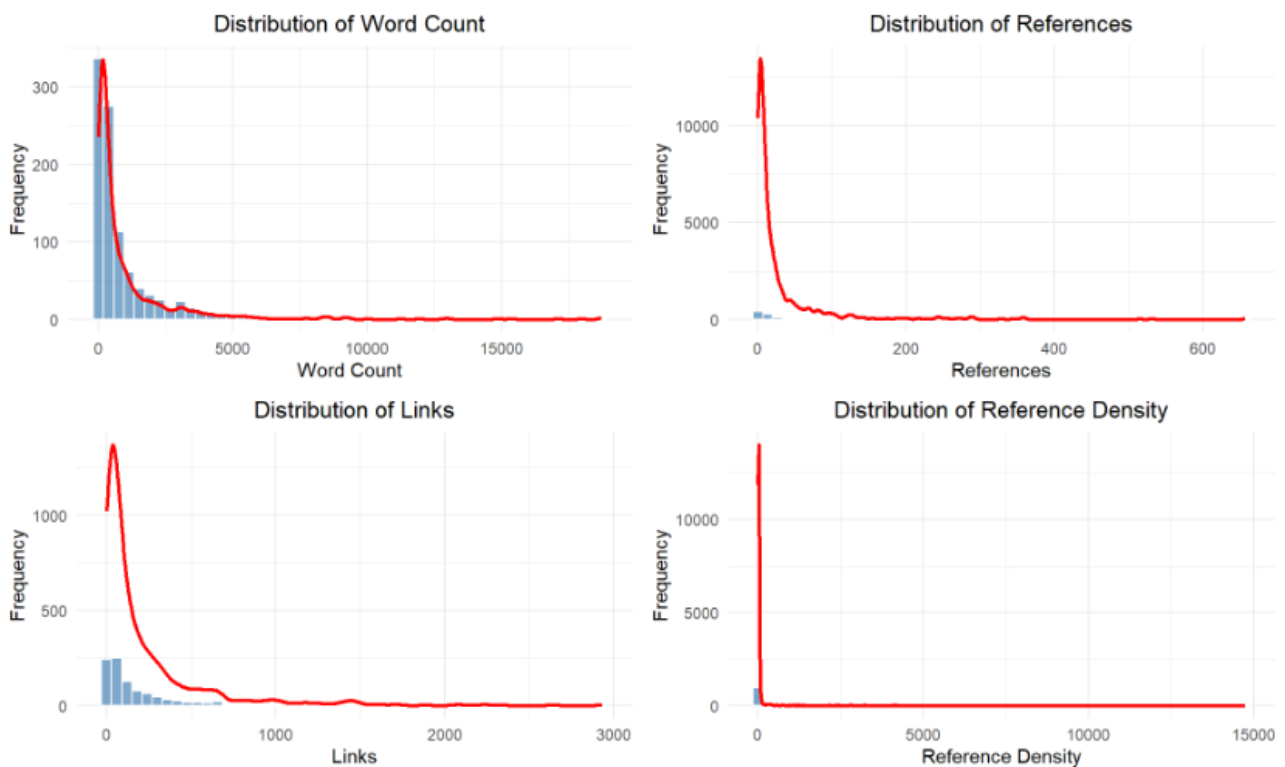 Distribution of Word Count
Frequency
300
200
100
0
0 5000 10000 15000
Word Count
Distribution of References
Frequency
10000
5000
0
0 200 400 600
References
Distribution of Links
Frequency
1000
500
0
0 1000 2000 3000
Links
Distribution of Reference Density
Frequency
10000
5000
0
0 5000 10000 15000
Reference Density